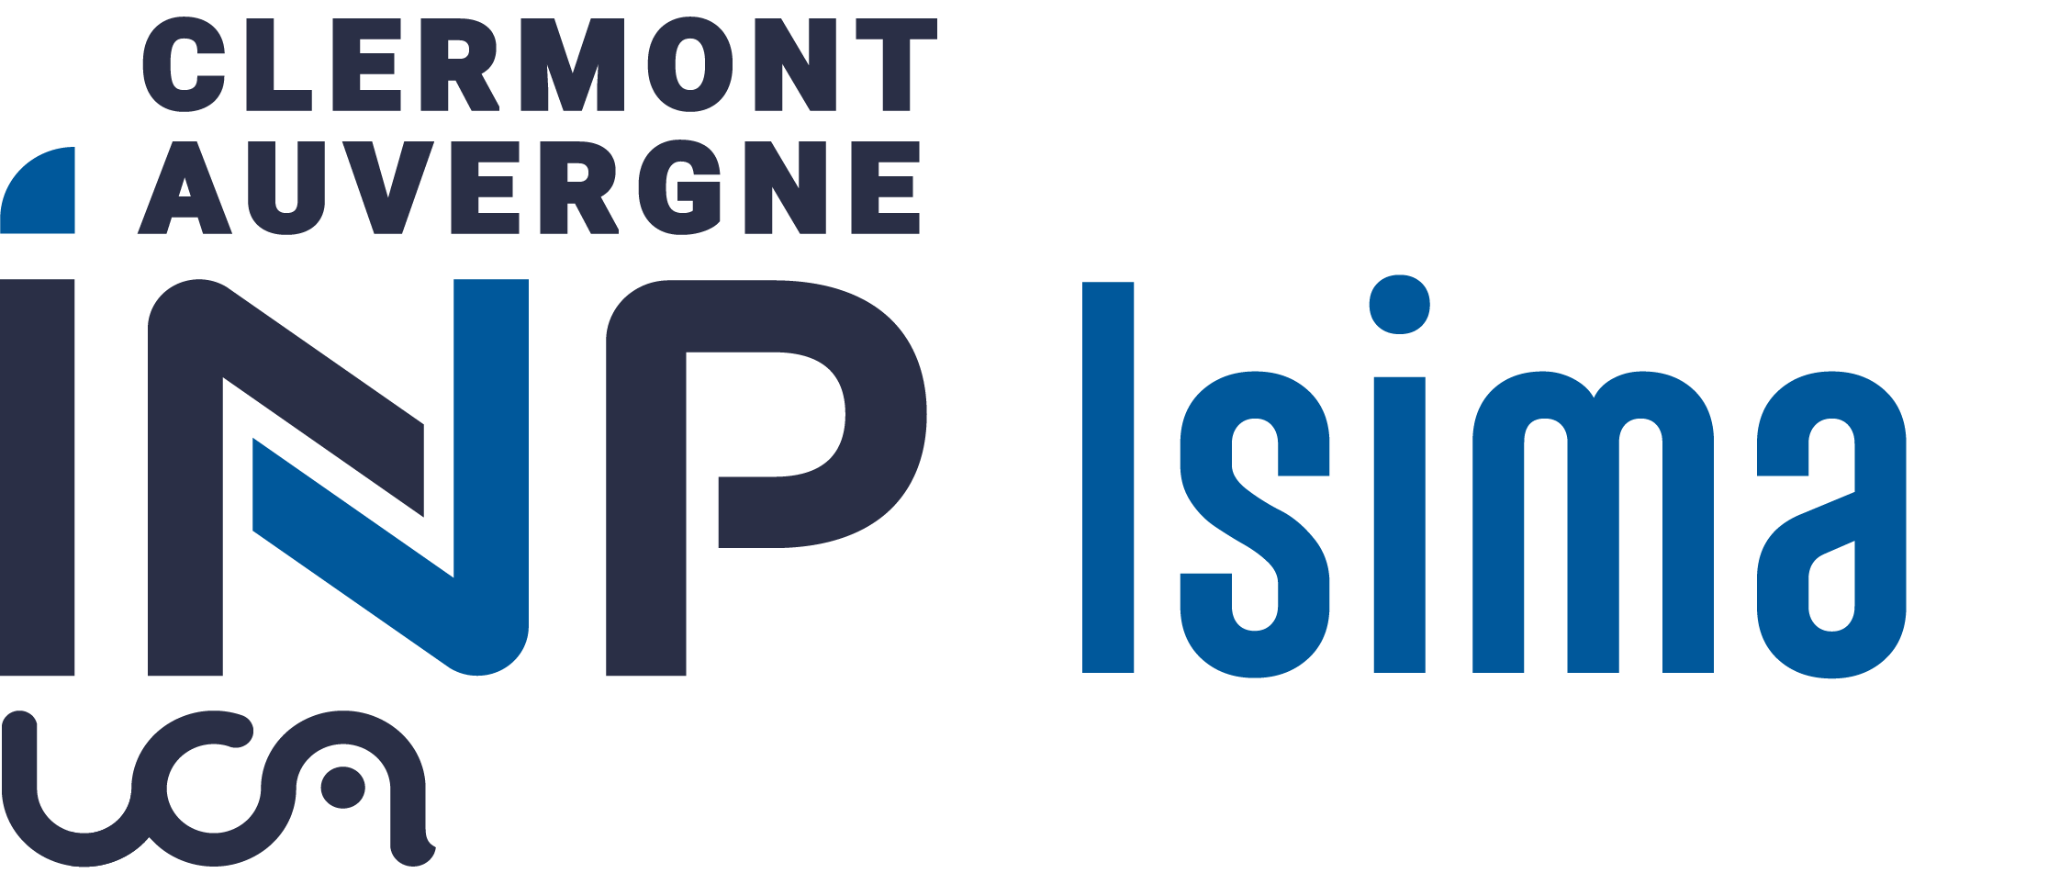 CLERMONT
AUVERGNE
INP Isima
uca